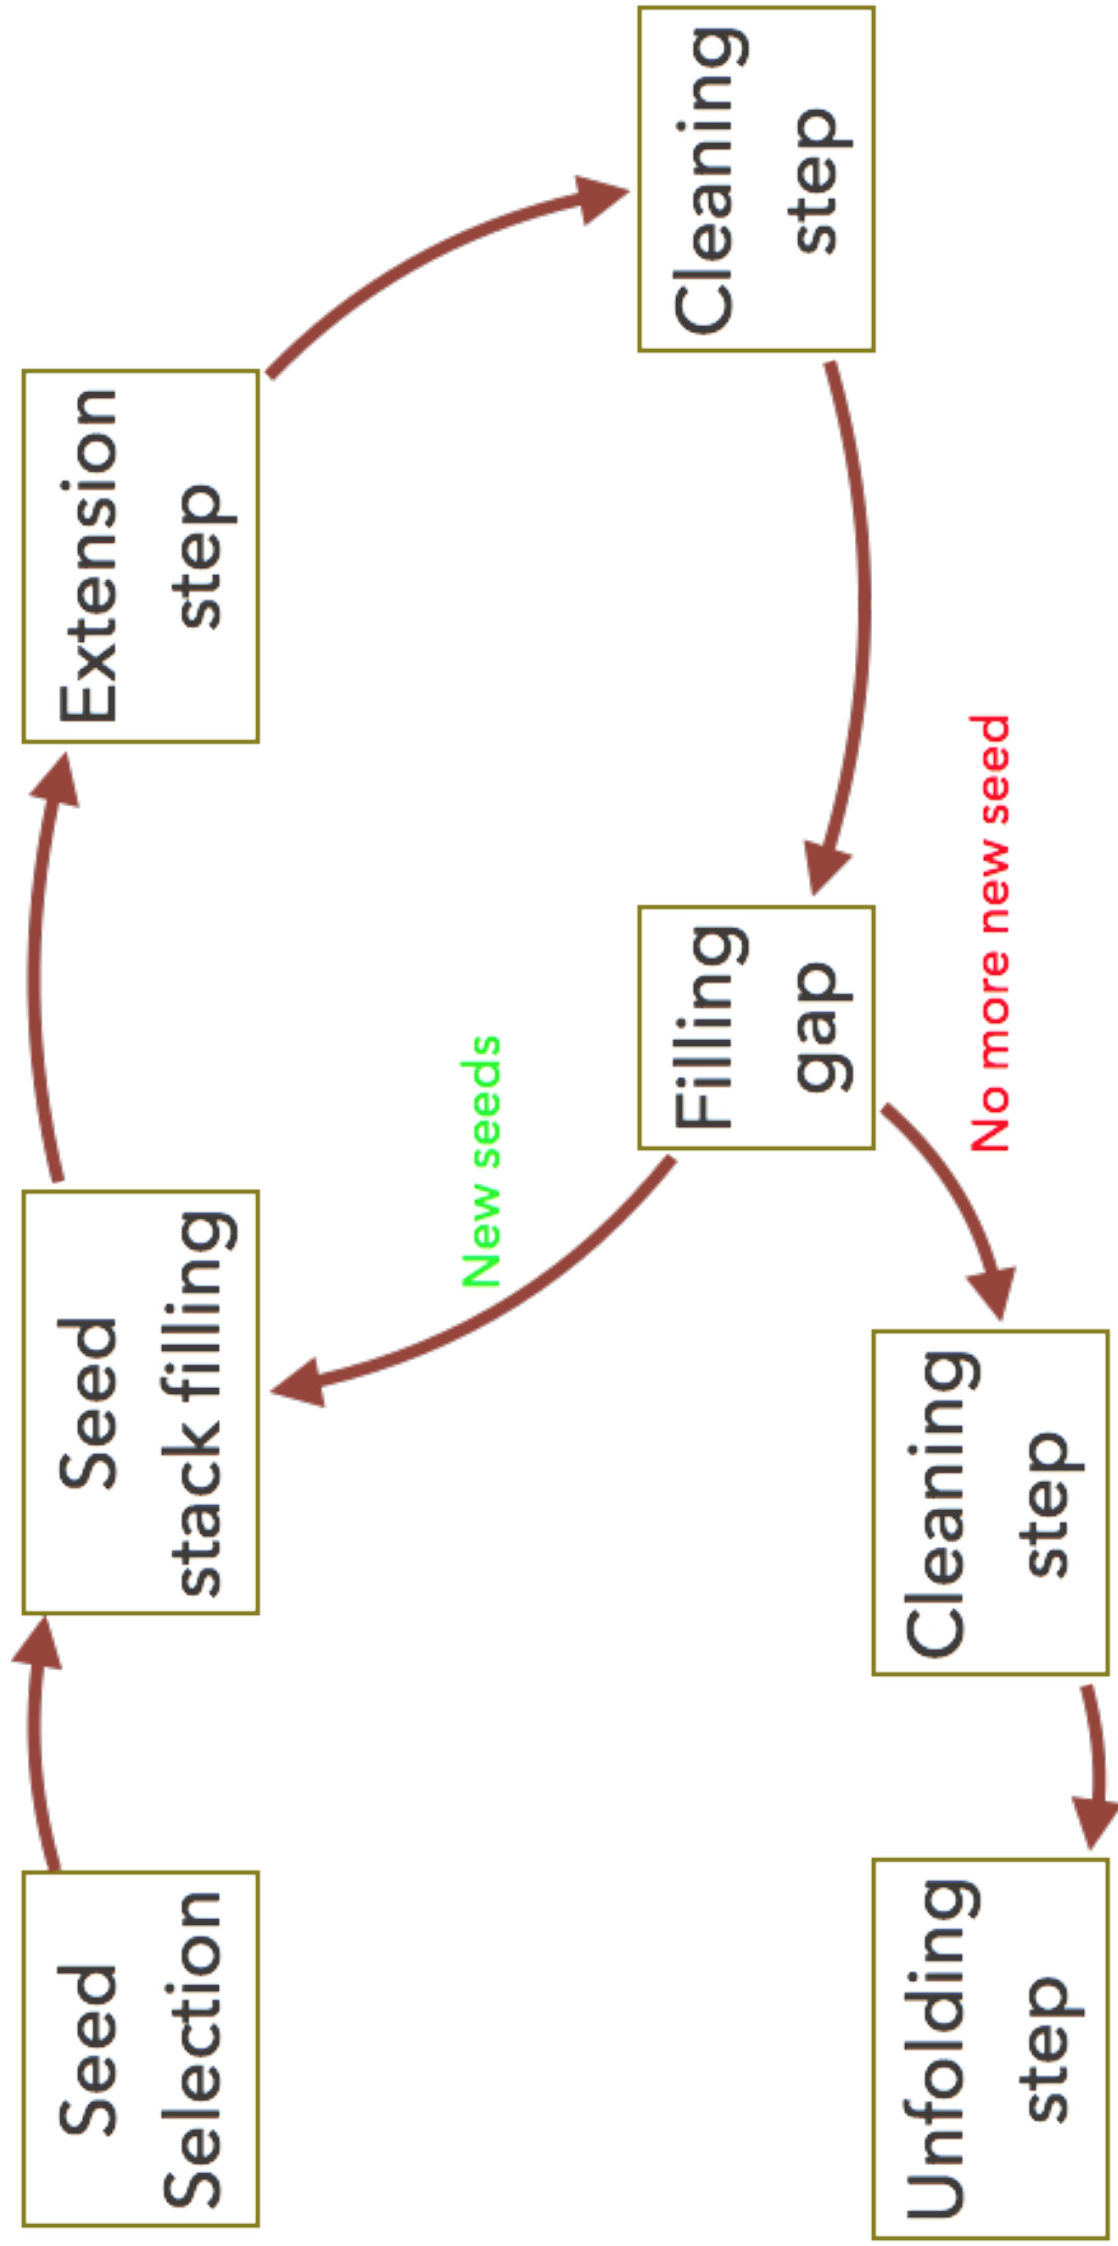 Seed
Selection
Seed
stack filling
Extension
step
Cleaning
step
Filling
gap
New seeds
No more new seed
Cleaning
step
Unfolding
step